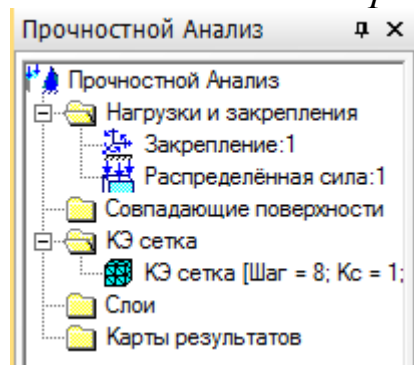 Прочностной Анализ
Прочностной Анализ
Нагрузки и закрепления
Закрепление:1
Распределённая сила:1
Совпадающие поверхности
КЭ сетка
КЭ сетка [Шаг = 8; Кс = 1;
Слои
Карты результатов